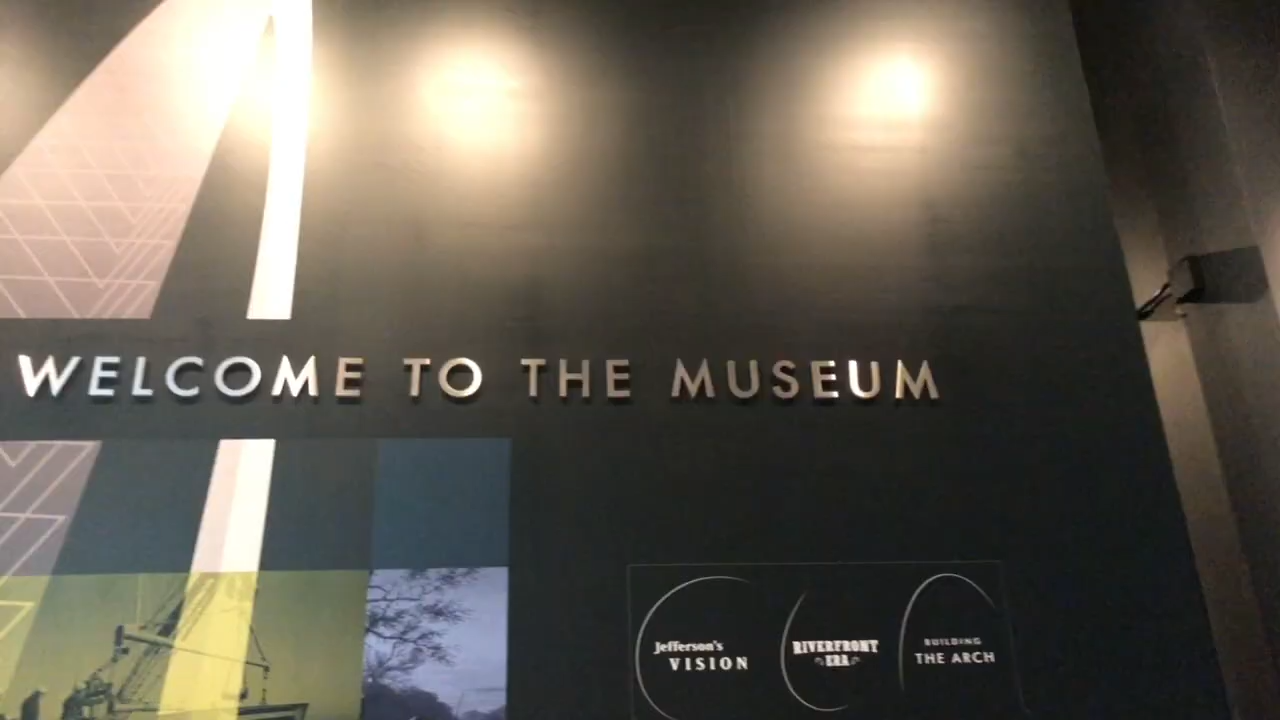 WELCOME TO THE MUSEUM
Jefferson's
VISION
RIVERFRONT
ERA
BUILDING
THE ARCH